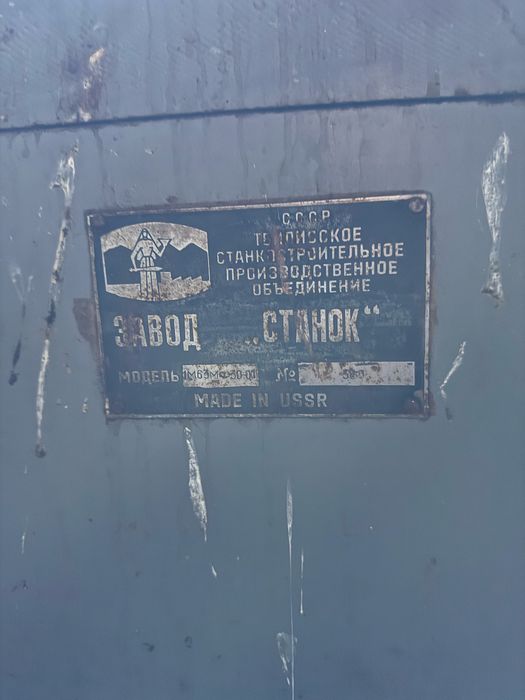 СССР
ТБИЛИССКОЕ
СТАНКОСТРОИТЕЛЬНОЕ
ПРОИЗВОДСТВЕННОЕ
ОБЪЕДИНЕНИЕ
ЗАВОД „СТАНОК“
МОДЕЛЬ №
MADE IN USSR